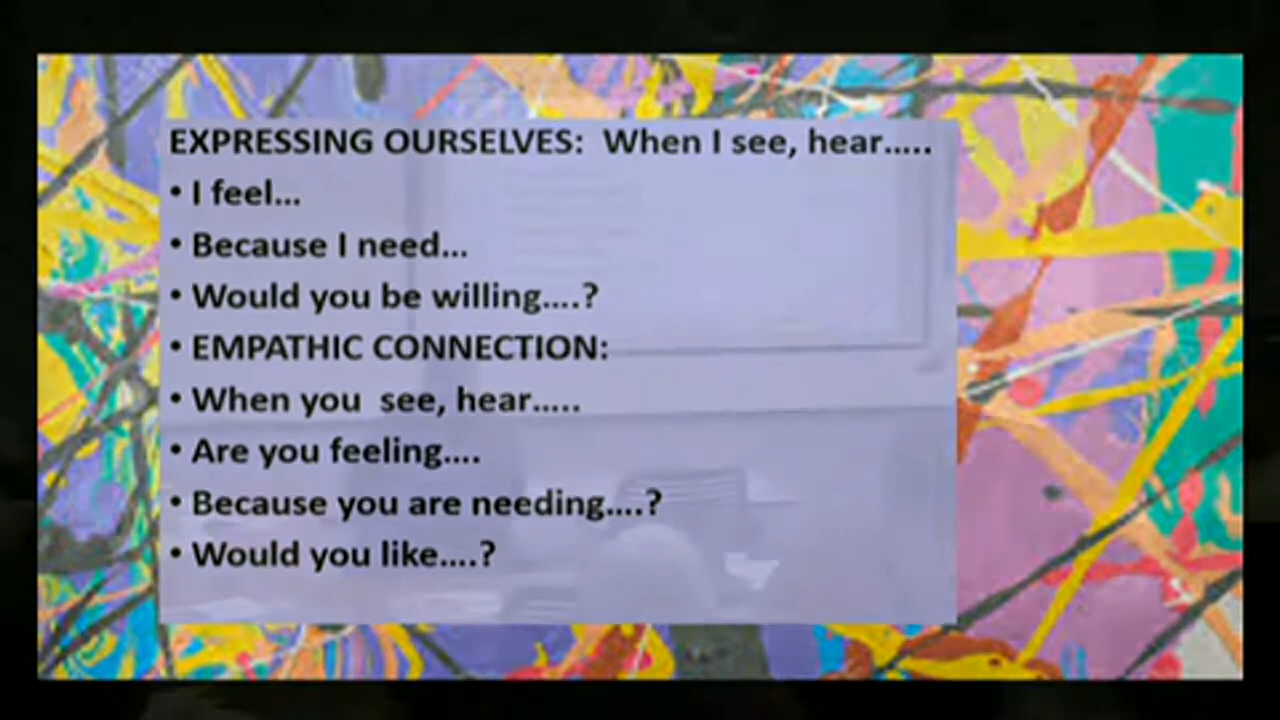 EXPRESSING OURSELVES:  When I see, hear…..
• I feel…
• Because I need…
• Would you be willing….?
• EMPATHIC CONNECTION:
• When you  see, hear…..
• Are you feeling….
• Because you are needing….?
• Would you like….?